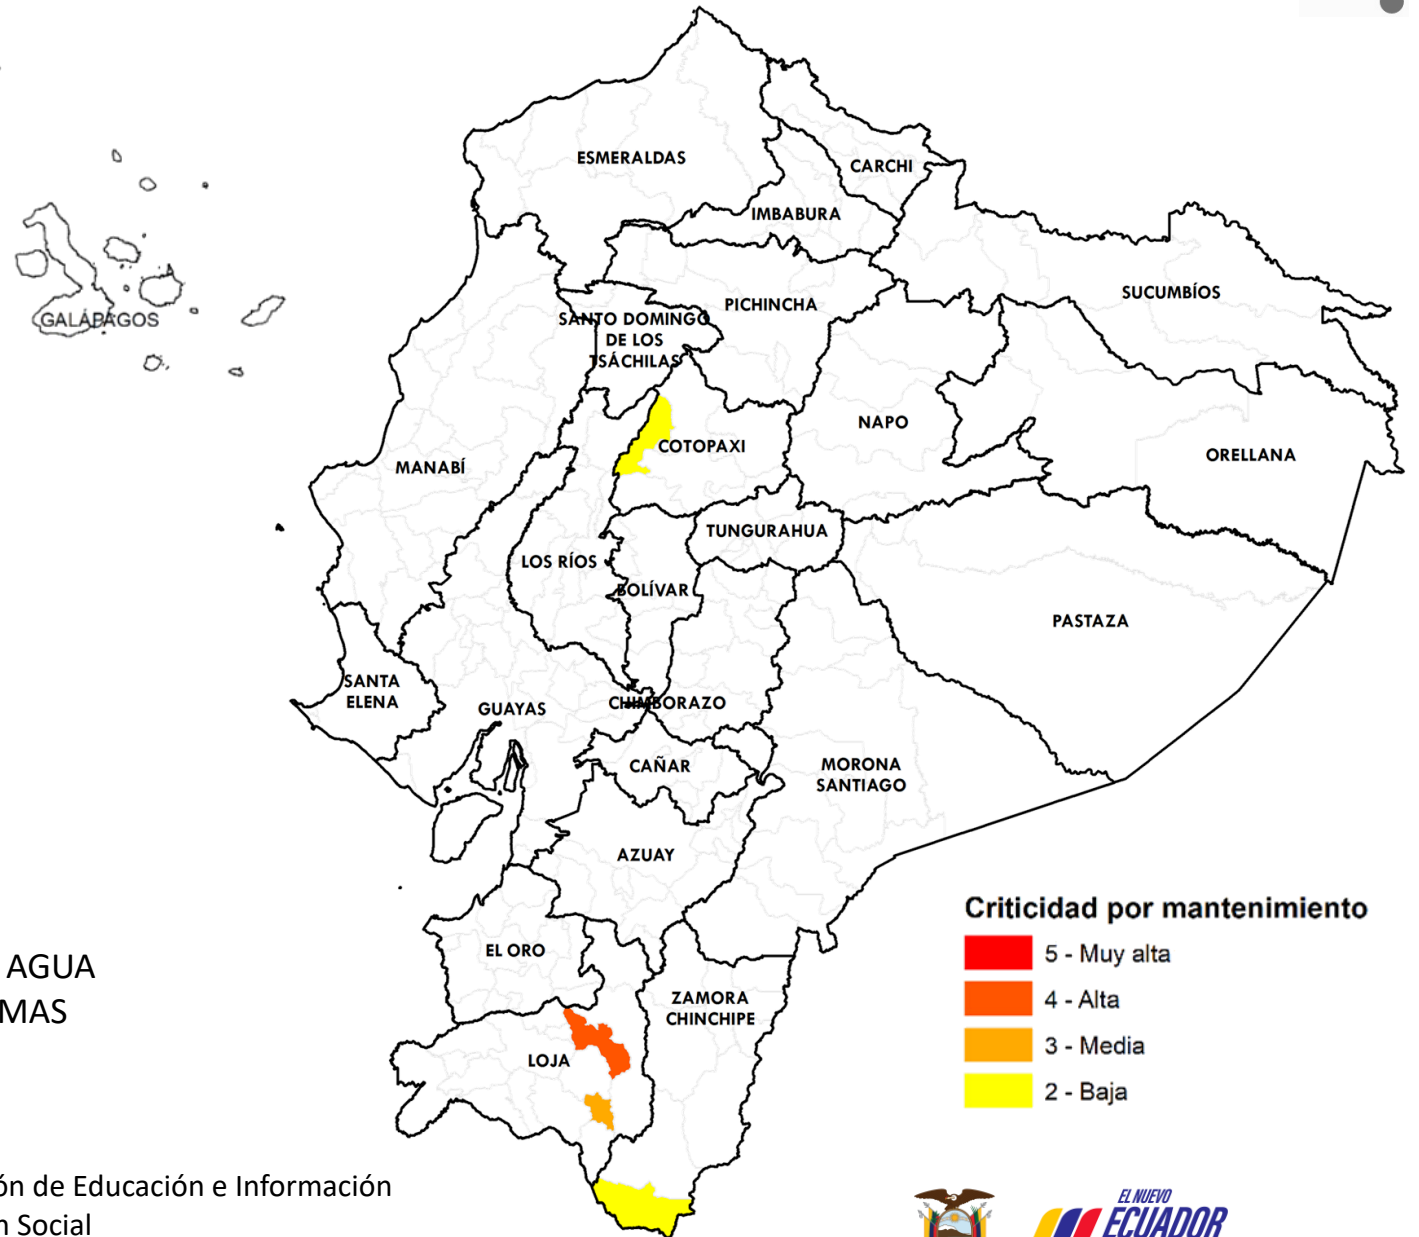 ESMERALDAS
CARCHI
IMBABURA
SUCUMBÍOS
PICHINCHA
GALÁPAGOS
SANTO DOMINGO
DE LOS
TSÁCHILAS
NAPO
COTOPAXI
ORELLANA
MANABÍ
TUNGURAHUA
LOS RÍOS
BOLÍVAR
PASTAZA
SANTA
ELENA
GUAYAS
CHIMBORAZO
CAÑAR
MORONA
SANTIAGO
AZUAY
EL ORO
ZAMORA
CHINCHIPE
LOJA
Criticidad por mantenimiento
5 - Muy alta
4 - Alta
3 - Media
2 - Baja
AGUA
MAS
ón de Educación e Información
n Social
EL NUEVO
ECUADOR